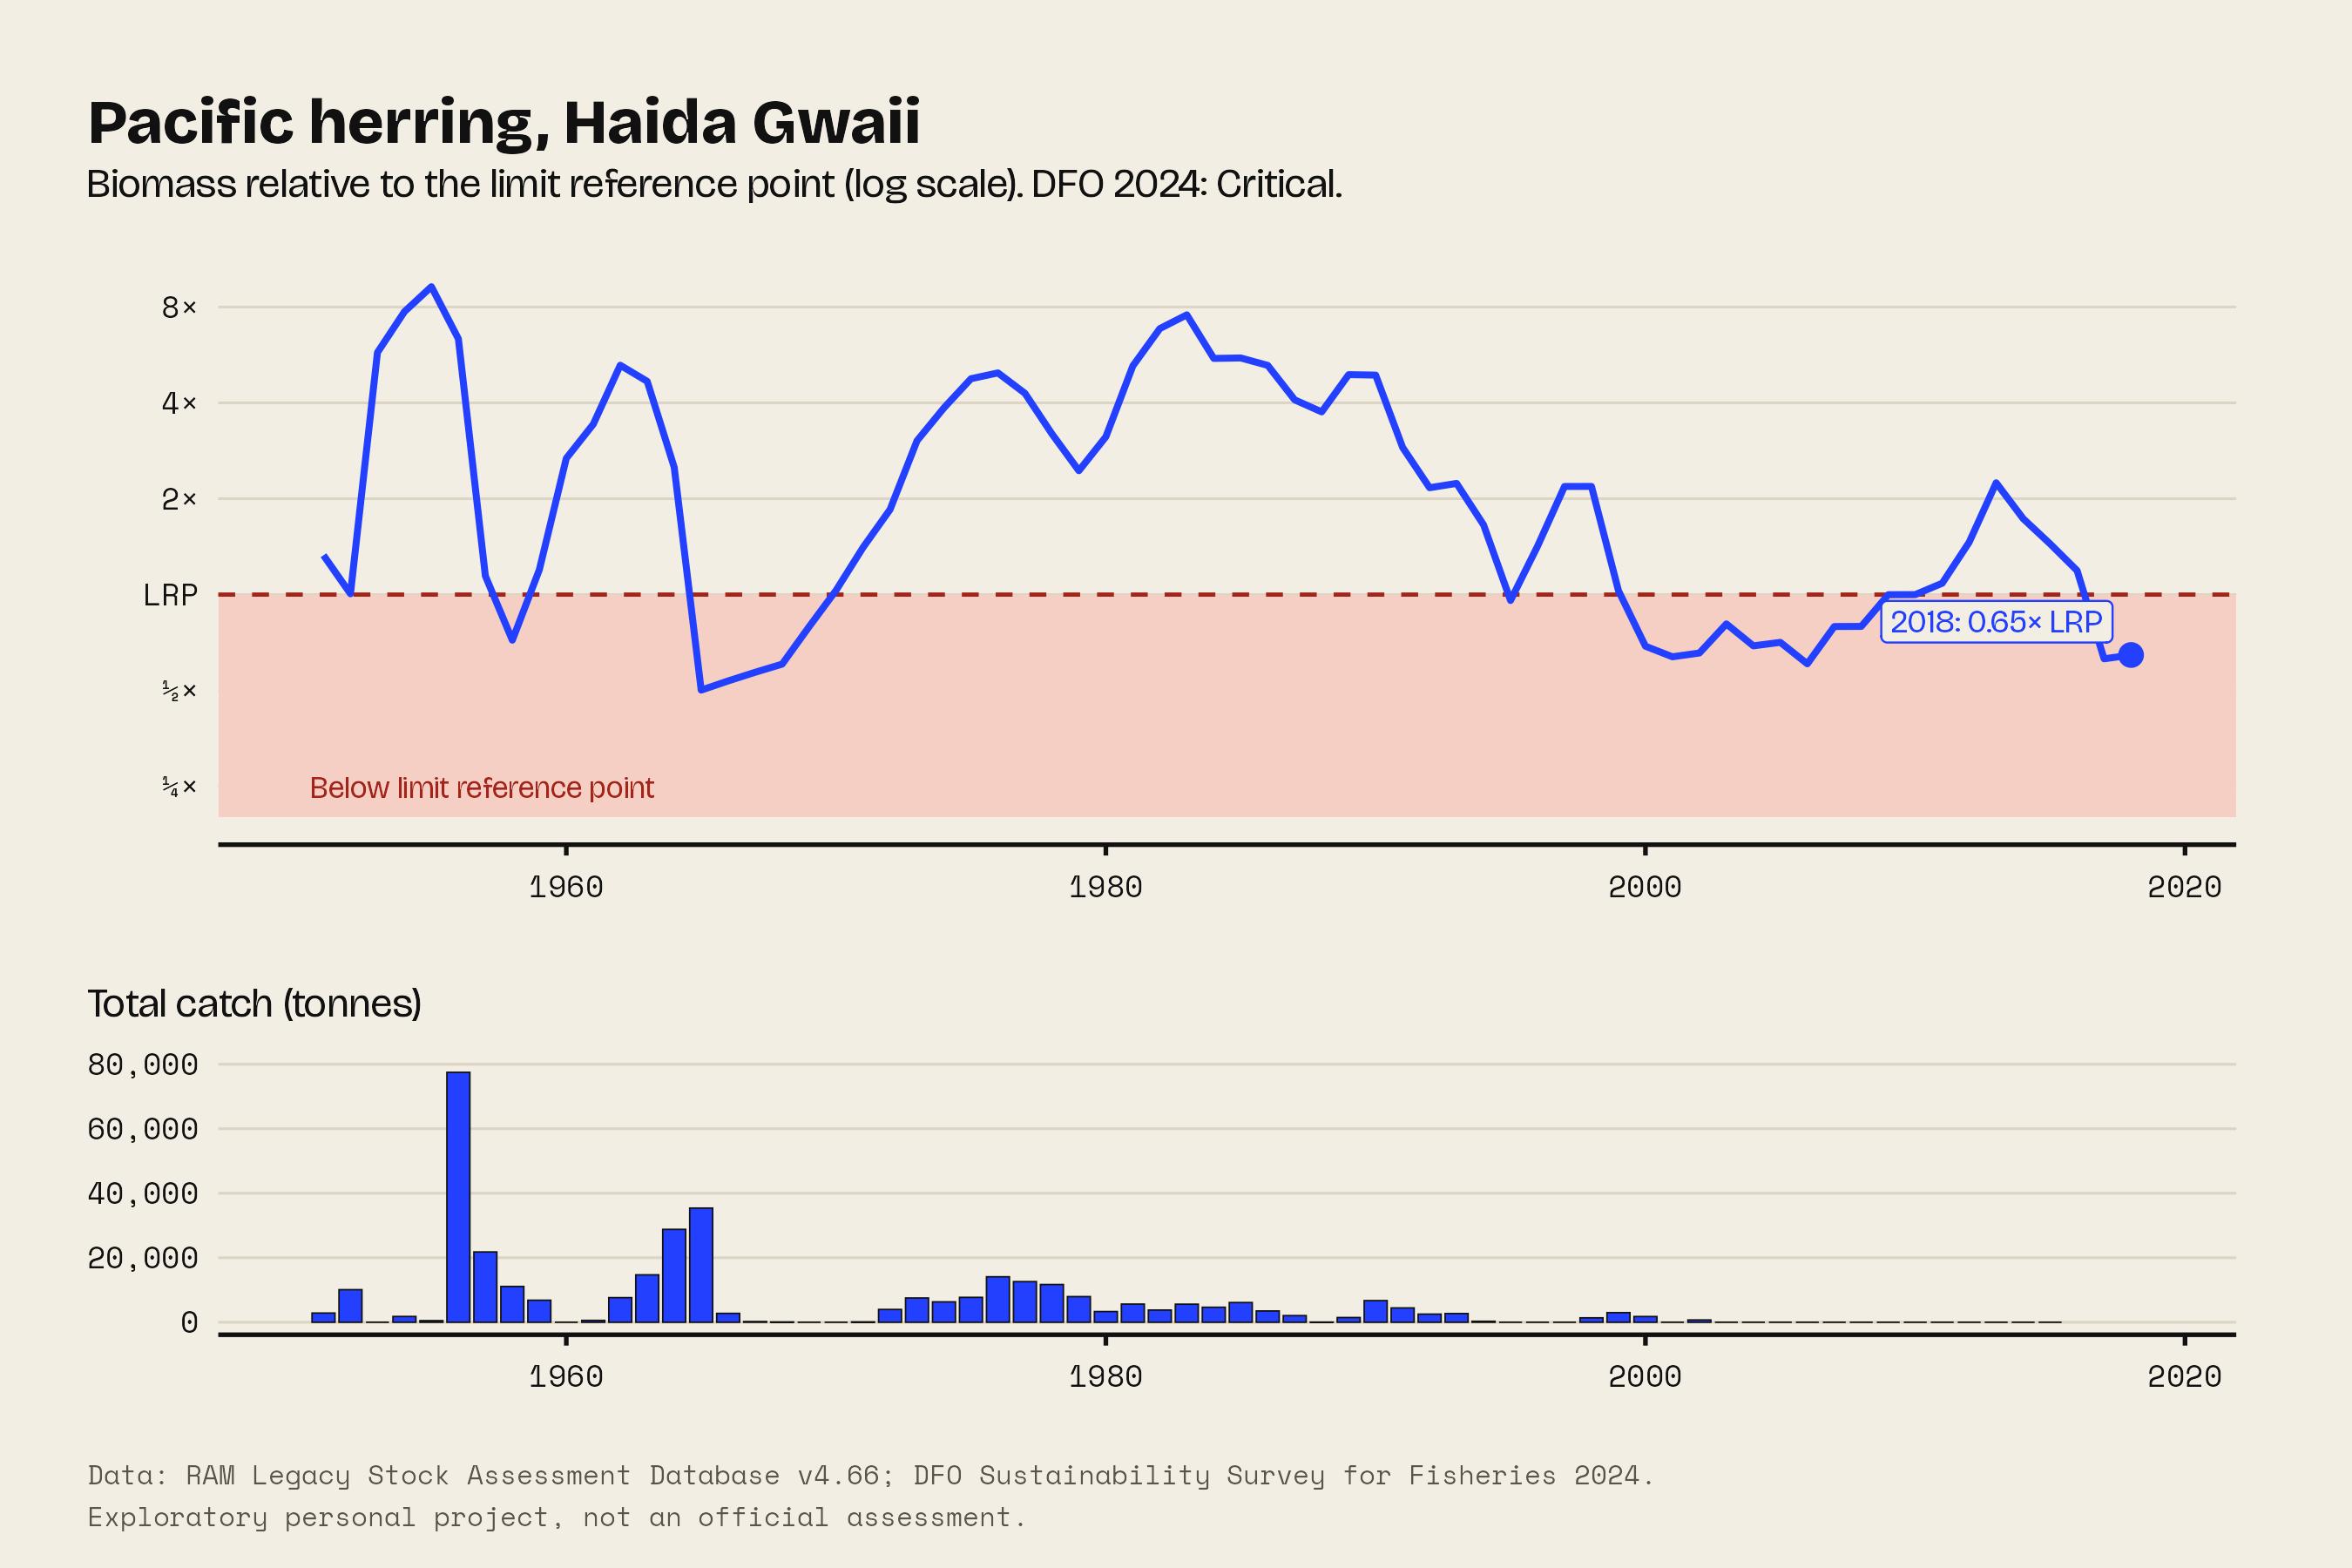 Pacific herring, Haida Gwaii
Biomass relative to the limit reference point (log scale). DFO 2024: Critical.
8×
4×
2×
LRP
½×
¼×
2018: 0.65× LRP
Below limit reference point
1960
1980
2000
2020
Total catch (tonnes)
80,000
60,000
40,000
20,000
0
1960
1980
2000
2020
Data: RAM Legacy Stock Assessment Database v4.66; DFO Sustainability Survey for Fisheries 2024.
Exploratory personal project, not an official assessment.